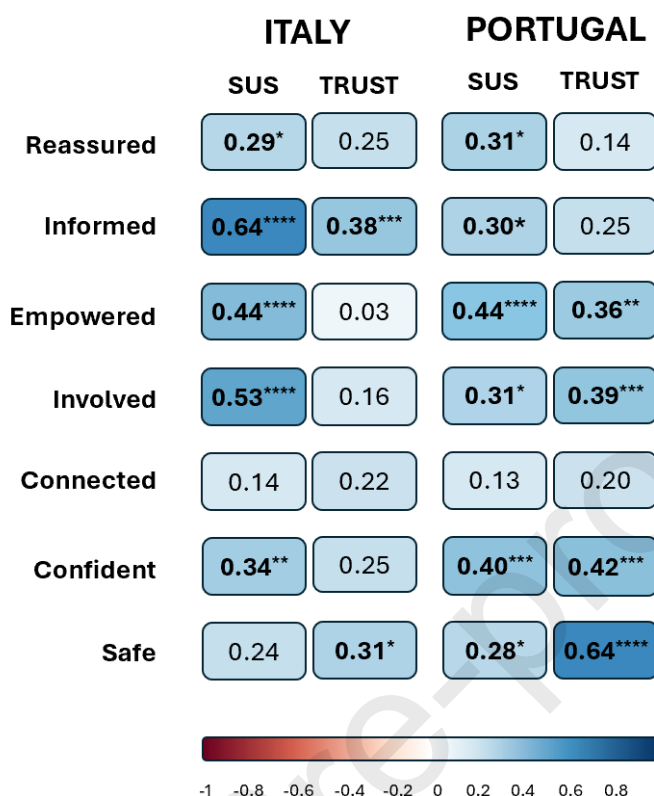 ITALY PORTUGAL
SUS TRUST SUS TRUST
Reassured 0.29* 0.25 0.31* 0.14
Informed 0.64**** 0.38*** 0.30* 0.25
Empowered 0.44**** 0.03 0.44**** 0.36**
Involved 0.53**** 0.16 0.31* 0.39***
Connected 0.14 0.22 0.13 0.20
Confident 0.34** 0.25 0.40*** 0.42***
Safe 0.24 0.31* 0.28* 0.64****
-1 -0.8 -0.6 -0.4 -0.2 0 0.2 0.4 0.6 0.8
re-pro